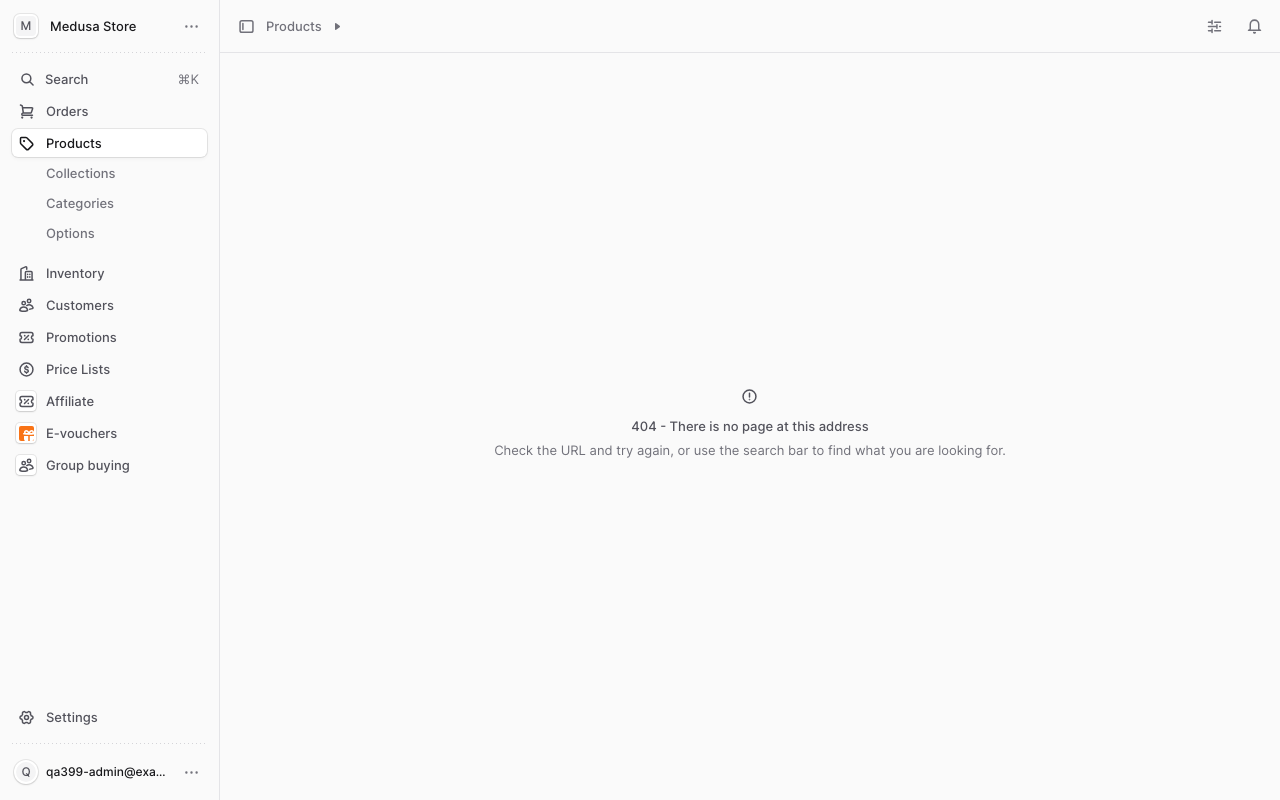 M
Medusa Store
Products
Search
⌘K
Orders
Products
Collections
Categories
Options
Inventory
Customers
Promotions
Price Lists
Affiliate
E-vouchers
Group buying
404 - There is no page at this address
Check the URL and try again, or use the search bar to find what you are looking for.
Settings
Q
qa399-admin@exa...